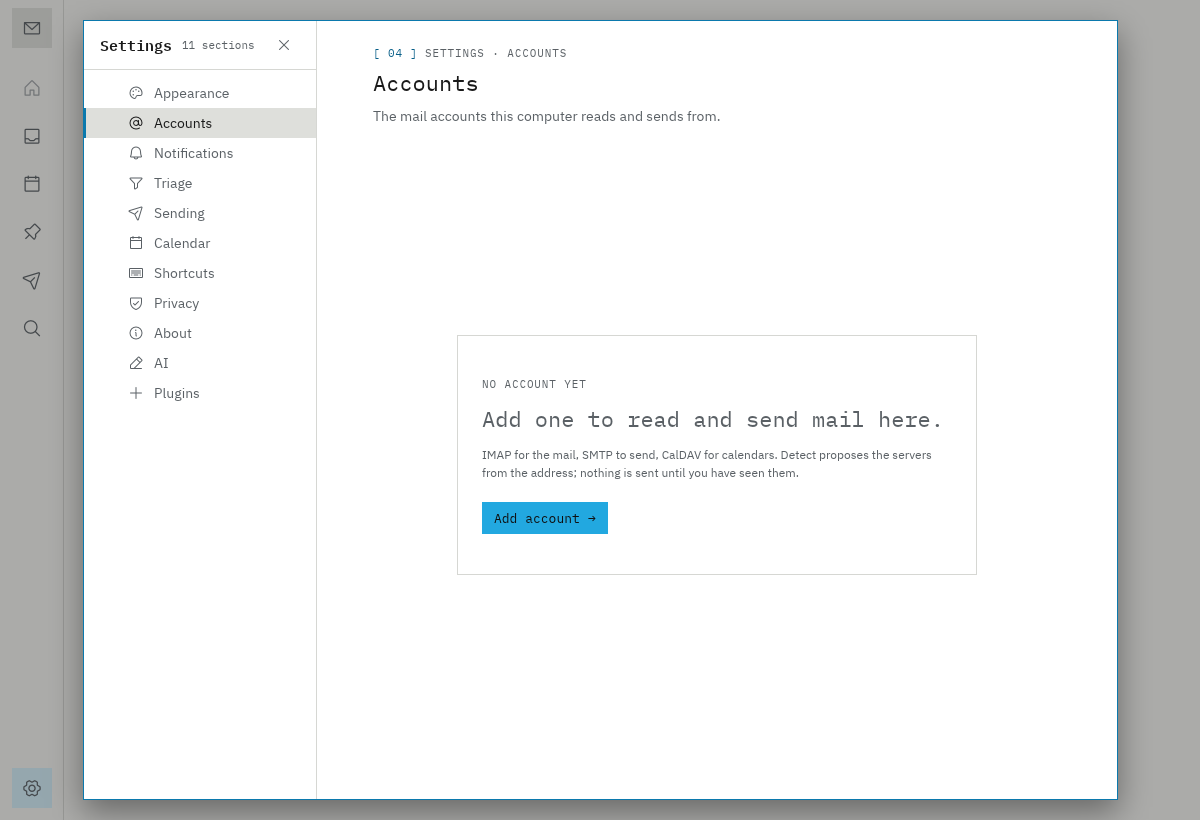 Settings 11 sections
Appearance
Accounts
Notifications
Triage
Sending
Calendar
Shortcuts
Privacy
About
AI
Plugins
[ 04 ] SETTINGS · ACCOUNTS
Accounts
The mail accounts this computer reads and sends from.
NO ACCOUNT YET
Add one to read and send mail here.
IMAP for the mail, SMTP to send, CalDAV for calendars. Detect proposes the servers
from the address; nothing is sent until you have seen them.
Add account →